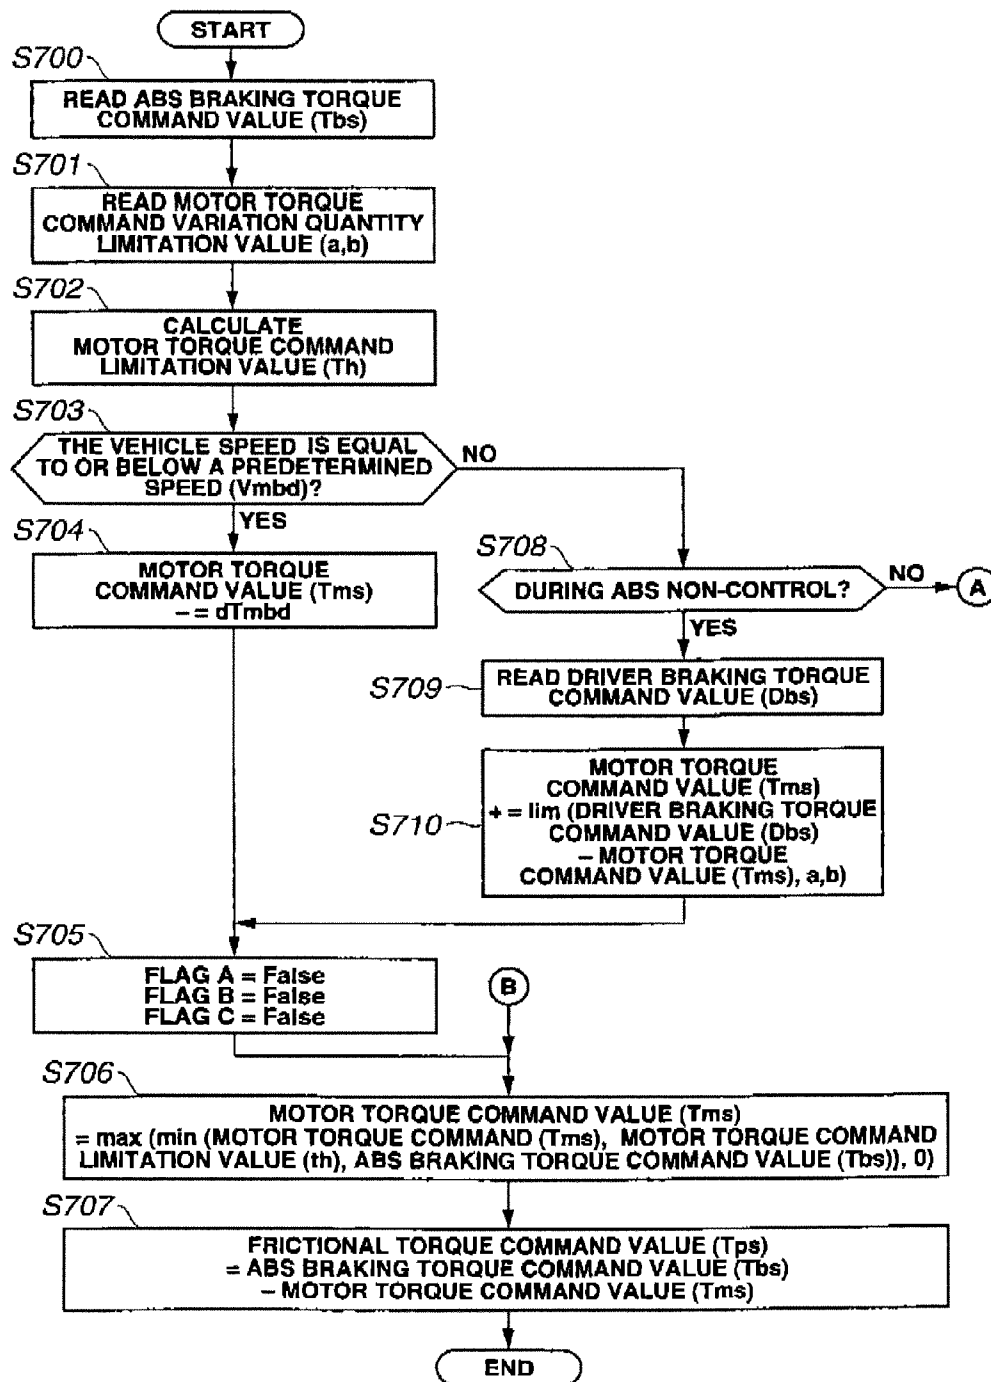 START
S700
READ ABS BRAKING TORQUE
COMMAND VALUE (Tbs)
S701
READ MOTOR TORQUE
COMMAND VARIATION QUANTITY
LIMITATION VALUE (a,b)
S702
CALCULATE
MOTOR TORQUE COMMAND
LIMITATION VALUE (Th)
S703
THE VEHICLE SPEED IS EQUAL
TO OR BELOW A PREDETERMINED
SPEED (Vmbd)?
NO
YES
S704
MOTOR TORQUE
COMMAND VALUE (Tms)
– = dTmbd
S708
DURING ABS NON-CONTROL?
NO
A
YES
S709
READ DRIVER BRAKING TORQUE
COMMAND VALUE (Dbs)
S710
MOTOR TORQUE
COMMAND VALUE (Tms)
+ = lim (DRIVER BRAKING TORQUE
COMMAND VALUE (Dbs)
– MOTOR TORQUE
COMMAND VALUE (Tms), a,b)
S705
FLAG A = False
FLAG B = False
FLAG C = False
B
S706
MOTOR TORQUE COMMAND VALUE (Tms)
= max (min (MOTOR TORQUE COMMAND (Tms), MOTOR TORQUE COMMAND
LIMITATION VALUE (th), ABS BRAKING TORQUE COMMAND VALUE (Tbs)), 0)
S707
FRICTIONAL TORQUE COMMAND VALUE (Tps)
= ABS BRAKING TORQUE COMMAND VALUE (Tbs)
– MOTOR TORQUE COMMAND VALUE (Tms)
END